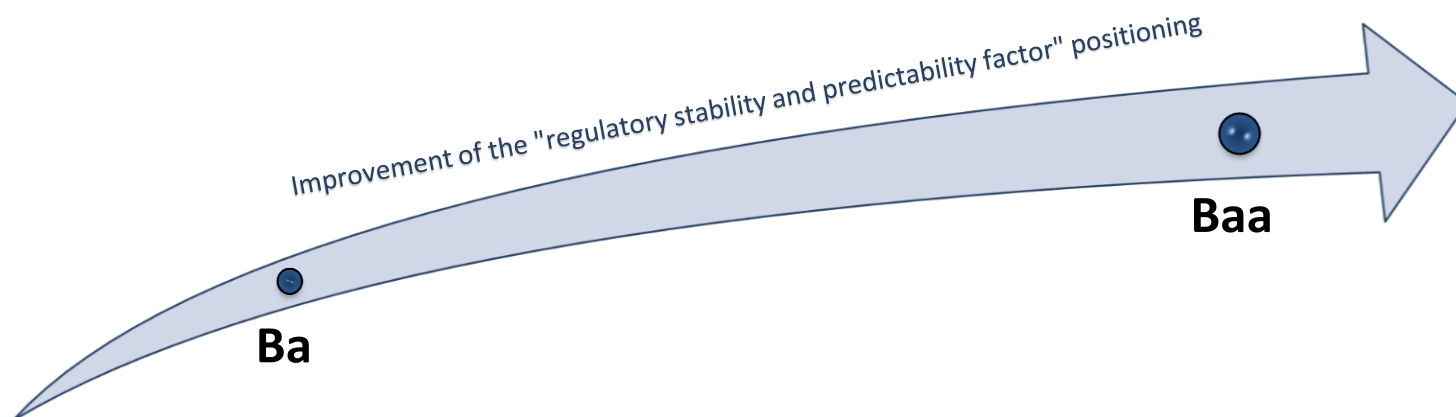 Improvement of the "regulatory stability and predictability factor" positioning
Ba
Baa